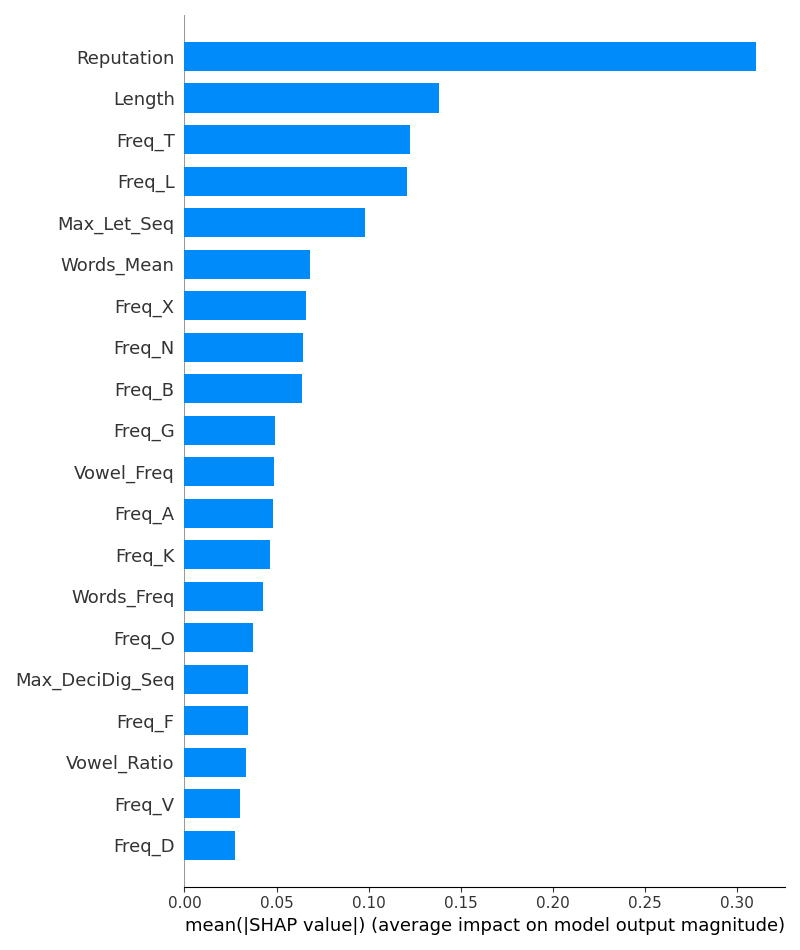 Reputation
Length
Freq_T
Freq_L
Max_Let_Seq
Words_Mean
Freq_X
Freq_N
Freq_B
Freq_G
Vowel_Freq
Freq_A
Freq_K
Words_Freq
Freq_O
Max_DeciDig_Seq
Freq_F
Vowel_Ratio
Freq_V
Freq_D
0.00 0.05 0.10 0.15 0.20 0.25 0.30
mean(|SHAP value|) (average impact on model output magnitude)